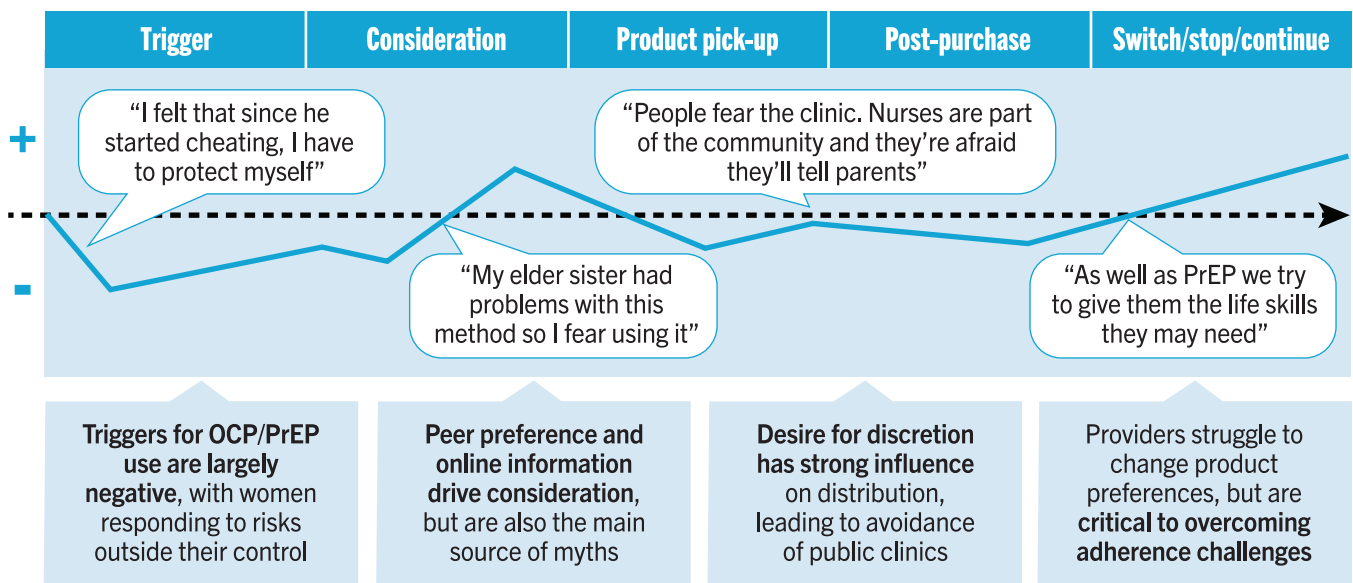 Trigger
Consideration
Product pick-up
Post-purchase
Switch/stop/continue
+
-
“I felt that since he
started cheating, I have
to protect myself”
“My elder sister had
problems with this
method so I fear using it”
“People fear the clinic. Nurses are part
of the community and they’re afraid
they’ll tell parents”
“As well as PrEP we try
to give them the life skills
they may need”
Triggers for OCP/PrEP
use are largely
negative, with women
responding to risks
outside their control
Peer preference and
online information
drive consideration,
but are also the main
source of myths
Desire for discretion
has strong influence
on distribution,
leading to avoidance
of public clinics
Providers struggle to
change product
preferences, but are
critical to overcoming
adherence challenges